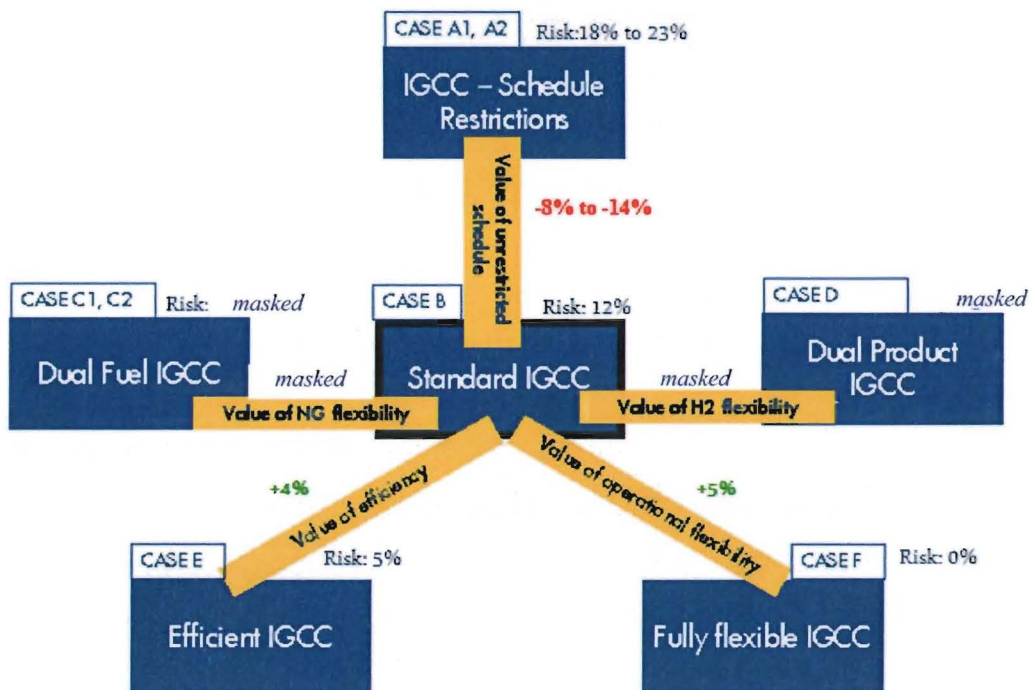 CASE A1, A2
Risk:18% to 23%
IGCC – Schedule
Restrictions
Value of unrestricted
schedule
-8% to -14%
CASE C1, C2
Risk: masked
CASE B
Risk: 12%
CASE D
masked
Dual Fuel IGCC
masked
Standard IGCC
masked
Dual Product
IGCC
Value of NG flexibility
Value of H2 flexibility
+4%
Value of efficiency
Value of operational flexibility
+5%
CASE E
Risk: 5%
CASE F
Risk: 0%
Efficient IGCC
Fully flexible IGCC